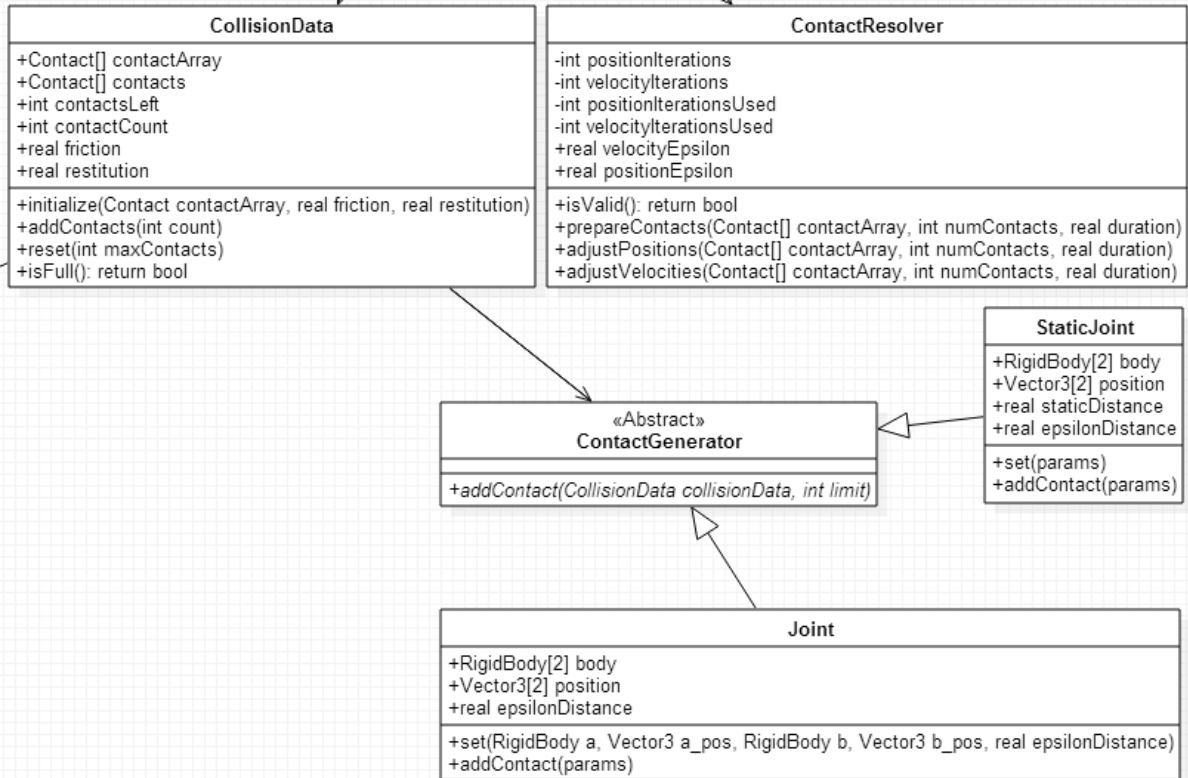 CollisionData
+Contact[] contactArray
+Contact[] contacts
+int contactsLeft
+int contactCount
+real friction
+real restitution
+initialize(Contact contactArray, real friction, real restitution)
+addContacts(int count)
+reset(int maxContacts)
+isFull(): return bool
ContactResolver
-int positionIterations
-int velocityIterations
-int positionIterationsUsed
-int velocityIterationsUsed
+real velocityEpsilon
+real positionEpsilon
+isValid(): return bool
+prepareContacts(Contact[] contactArray, int numContacts, real duration)
+adjustPositions(Contact[] contactArray, int numContacts, real duration)
+adjustVelocities(Contact[] contactArray, int numContacts, real duration)
StaticJoint
+RigidBody[2] body
+Vector3[2] position
+real staticDistance
+real epsilonDistance
+set(params)
+addContact(params)
«Abstract»
ContactGenerator
+addContact(CollisionData collisionData, int limit)
Joint
+RigidBody[2] body
+Vector3[2] position
+real epsilonDistance
+set(RigidBody a, Vector3 a_pos, RigidBody b, Vector3 b_pos, real epsilonDistance)
+addContact(params)